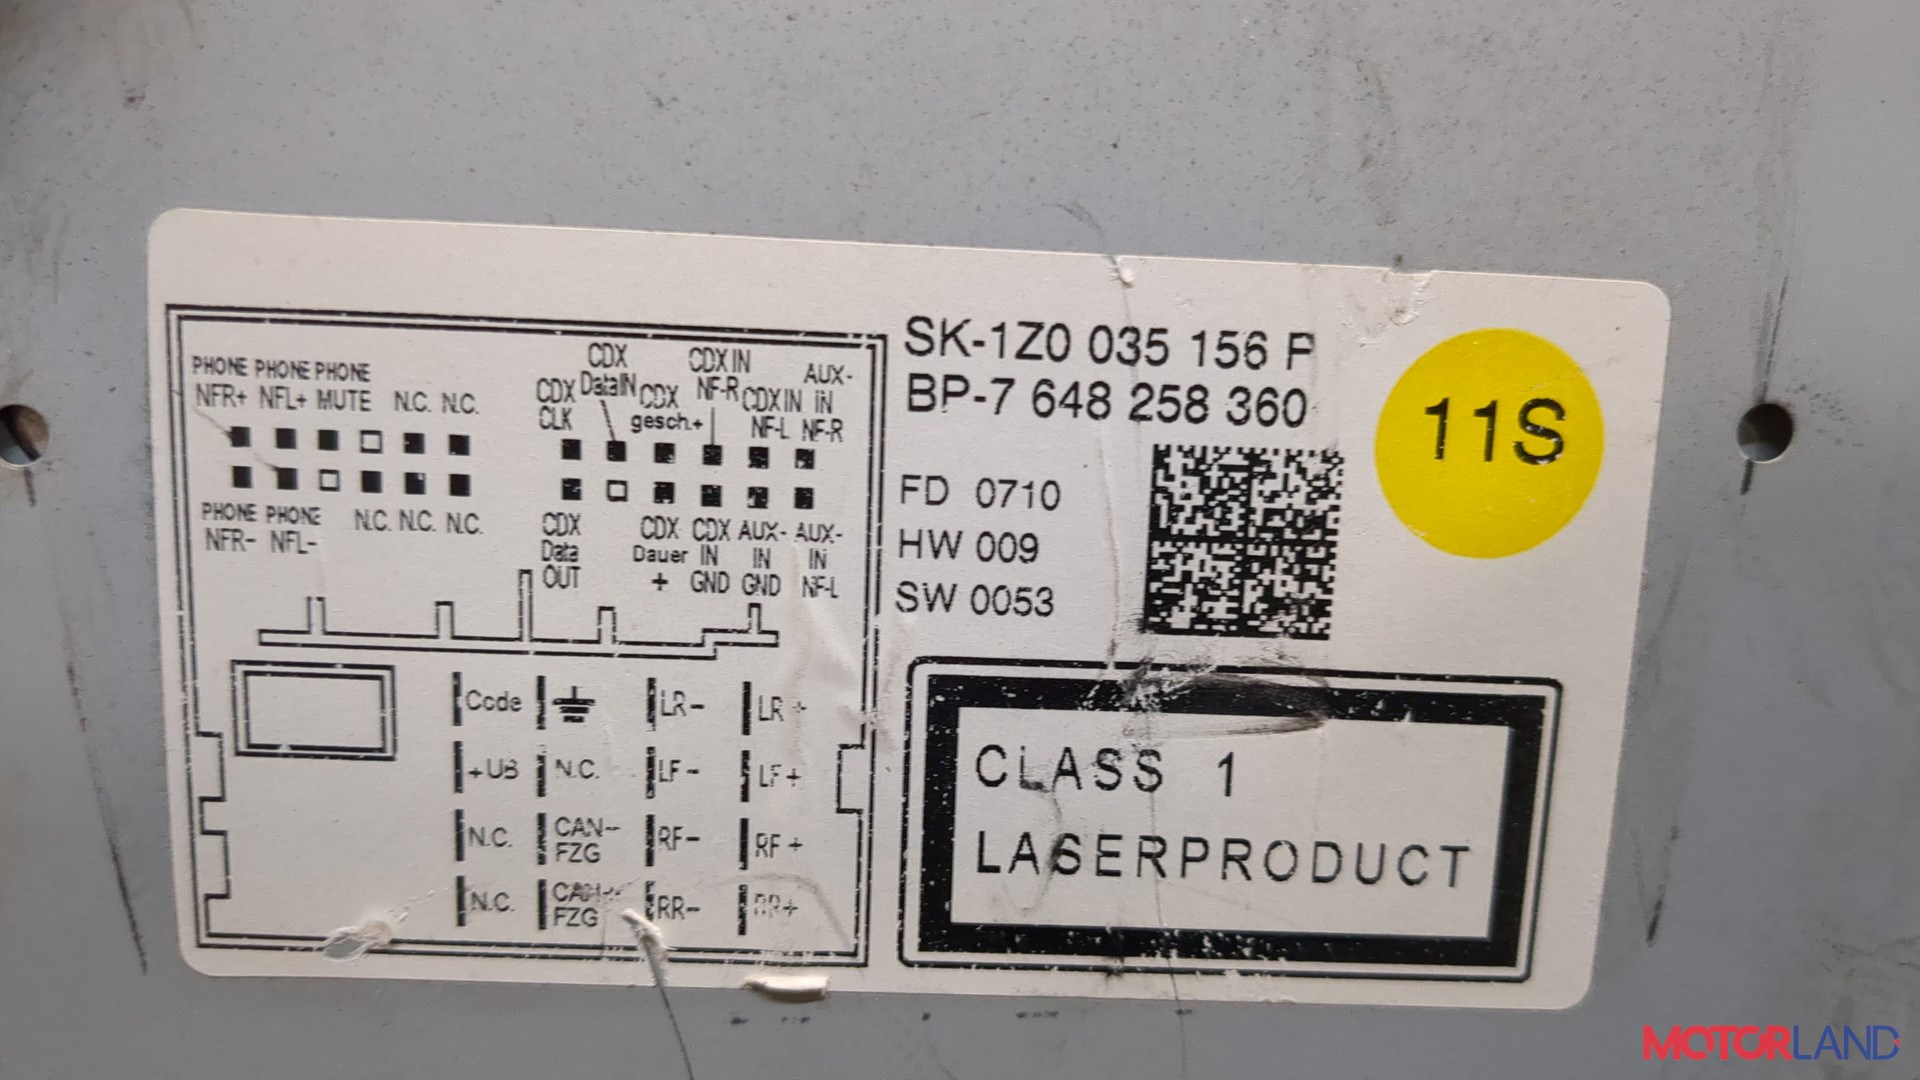 PHONE PHONE PHONE
NFR+ NFL+ MUTE N.C. N.C.
CDX CLK
CDX DataIN
CDX gesch.+
CDX IN NF-R
CDX IN NF-L
AUX-IN NF-R
PHONE PHONE
NFR- NFL- N.C. N.C. N.C.
CDX Data OUT
CDX Dauer +
CDX IN GND
AUX-IN GND
AUX-IN NF-L
Code LR- LR+
+UB N.C. LF- LF+
N.C. CAN-FZG RF- RF+
N.C. FZG RR- RR+
SK-1Z0 035 156 P
BP-7 648 258 360
FD 0710
HW 009
SW 0053
11S
CLASS 1
LASERPRODUCT
MOTORLAND